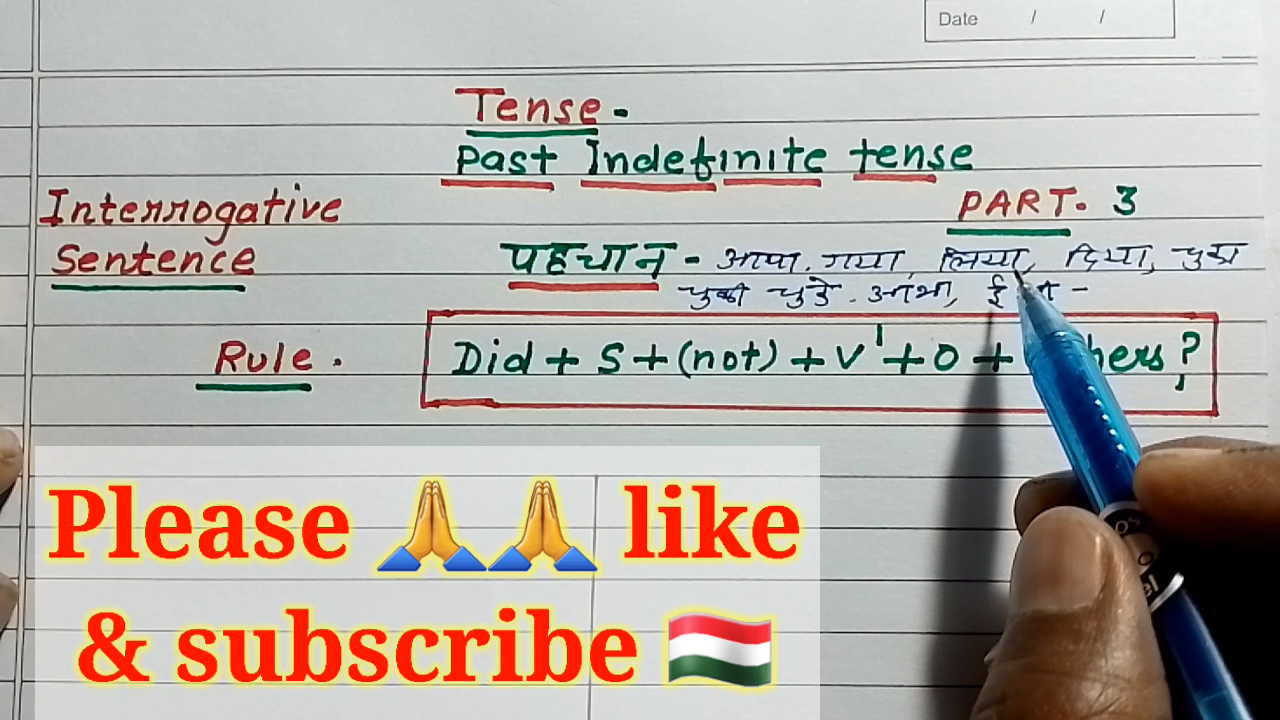 Date / /
Tense-
Past Indefinite tense
Interrogative
PART. 3
Sentence
पहचान - आया. गया, लिया, दिया, चुका
चुकी चुके. आ था, ई
Rule.
Did + S + (not) + V¹ + O + ?
Please 🙏🙏 like
& subscribe 🇭🇺